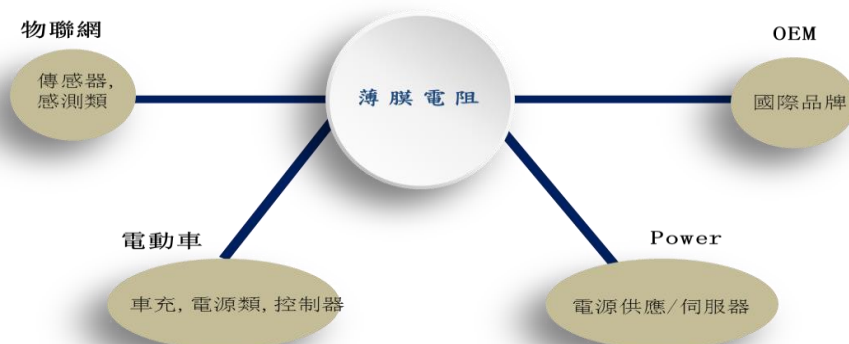 物聯網
傳感器,
感測類
薄膜電阻
OEM
國際品牌
電動車
車充,電源類,控制器
Power
電源供應/伺服器